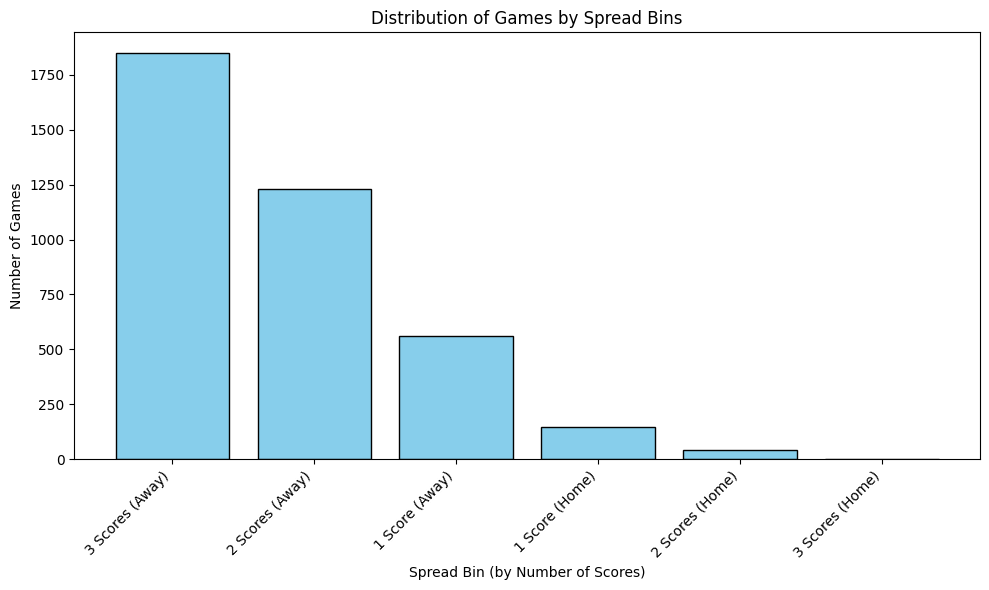 Distribution of Games by Spread Bins
Number of Games
1750
1500
1250
1000
750
500
250
0
3 Scores (Away)
2 Scores (Away)
1 Score (Away)
1 Score (Home)
2 Scores (Home)
3 Scores (Home)
Spread Bin (by Number of Scores)